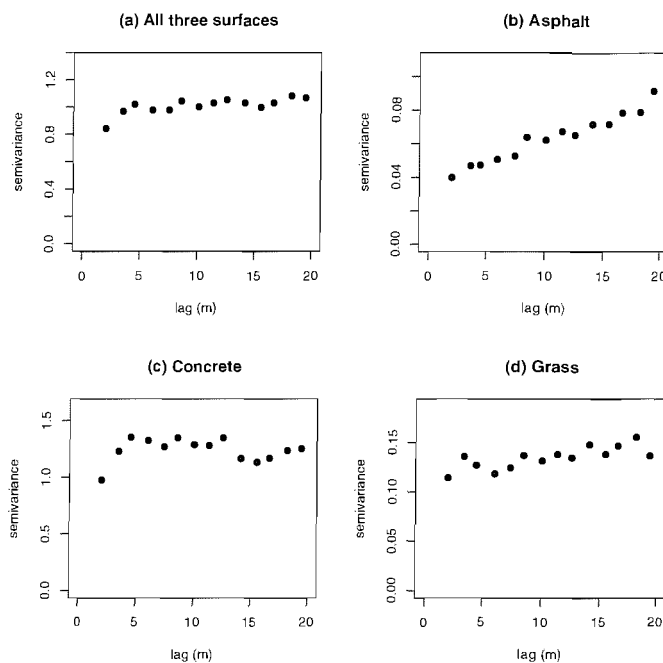 (a) All three surfaces
semivariance
0.0 0.4 0.8 1.2
0 5 10 15 20
lag (m)
(b) Asphalt
semivariance
0.00 0.04 0.08
0 5 10 15 20
lag (m)
(c) Concrete
semivariance
0.0 0.5 1.0 1.5
0 5 10 15 20
lag (m)
(d) Grass
semivariance
0.00 0.05 0.10 0.15
0 5 10 15 20
lag (m)